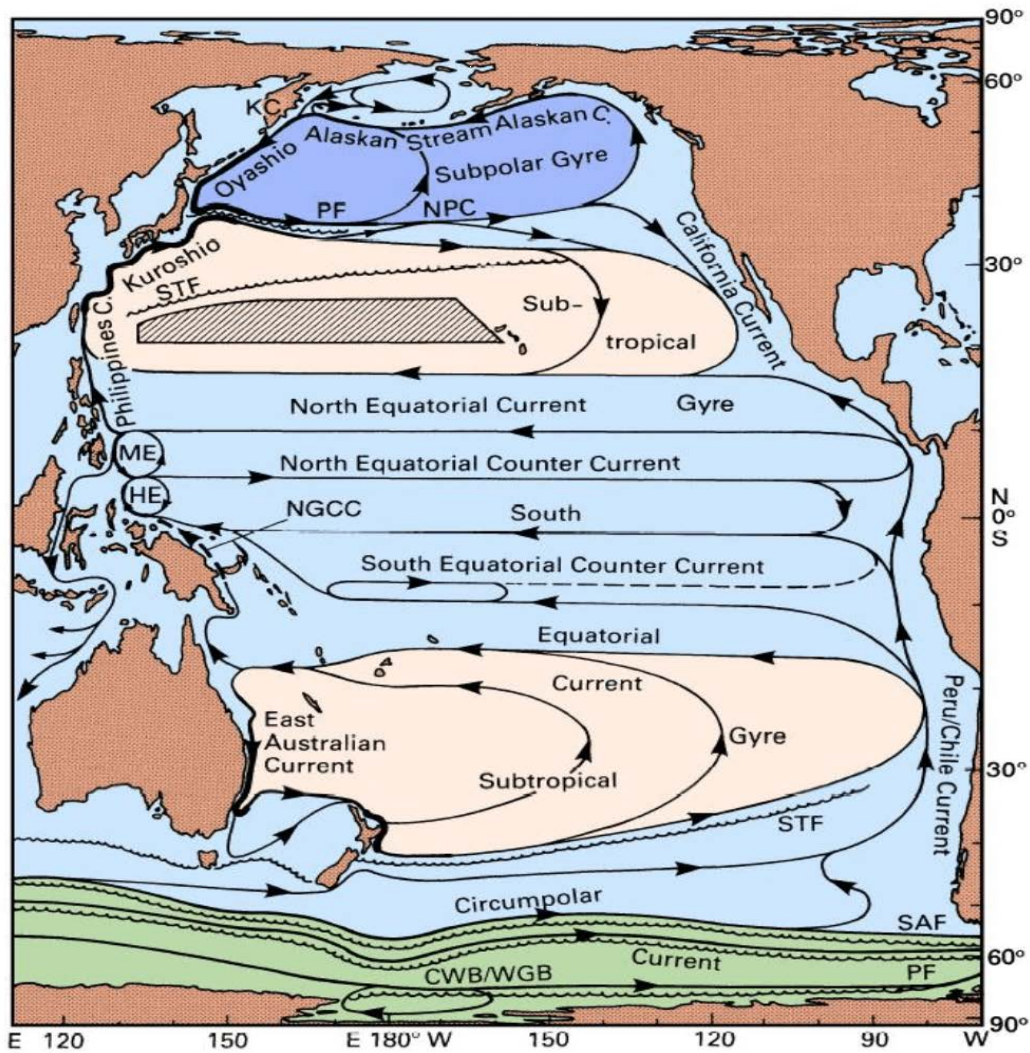 90°
60°
KC
Alaskan Stream Alaskan C.
Oyashio
Subpolar Gyre
PF
NPC
California Current
Kuroshio
30°
STF
Sub-
tropical
Philippines C.
North Equatorial Current
Gyre
ME
North Equatorial Counter Current
HE
NGCC
South
N
0°
S
South Equatorial Counter Current
Equatorial
Current
East
Australian
Current
Gyre
Subtropical
Peru/Chile Current
30°
STF
Circumpolar
SAF
Current
60°
CWB/WGB
PF
90°
E 120 150 E 180° W 150 120 90 W